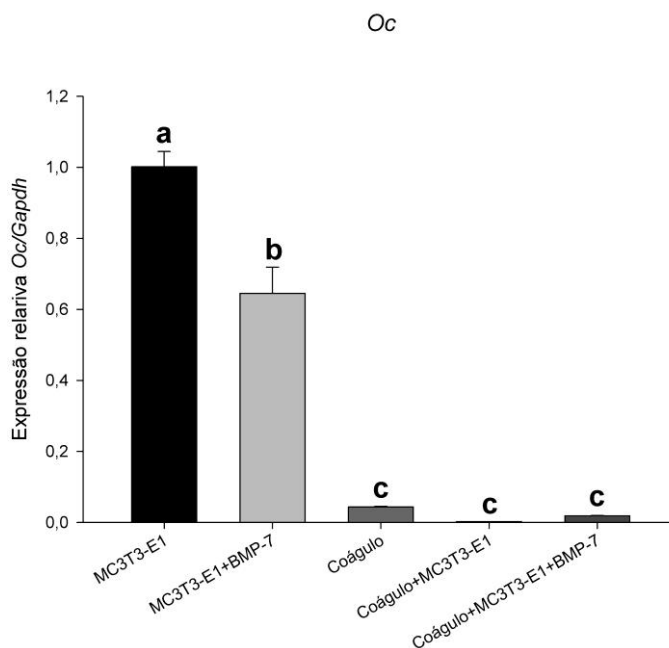 Oc
Expressão relariva Oc/Gapdh
1,2
1,0
0,8
0,6
0,4
0,2
0,0
a
b
c
c
c
MC3T3-E1
MC3T3-E1+BMP-7
Coágulo
Coágulo+MC3T3-E1
Coágulo+MC3T3-E1+BMP-7